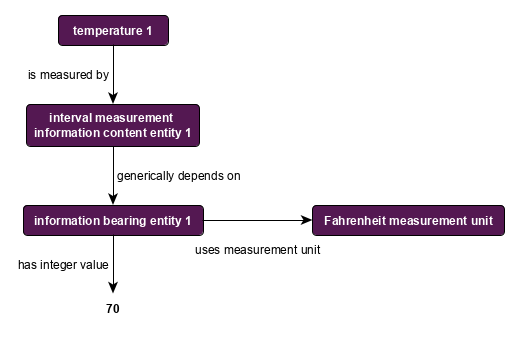 temperature 1
is measured by
interval measurement
information content entity 1
generically depends on
information bearing entity 1
Fahrenheit measurement unit
uses measurement unit
has integer value
70